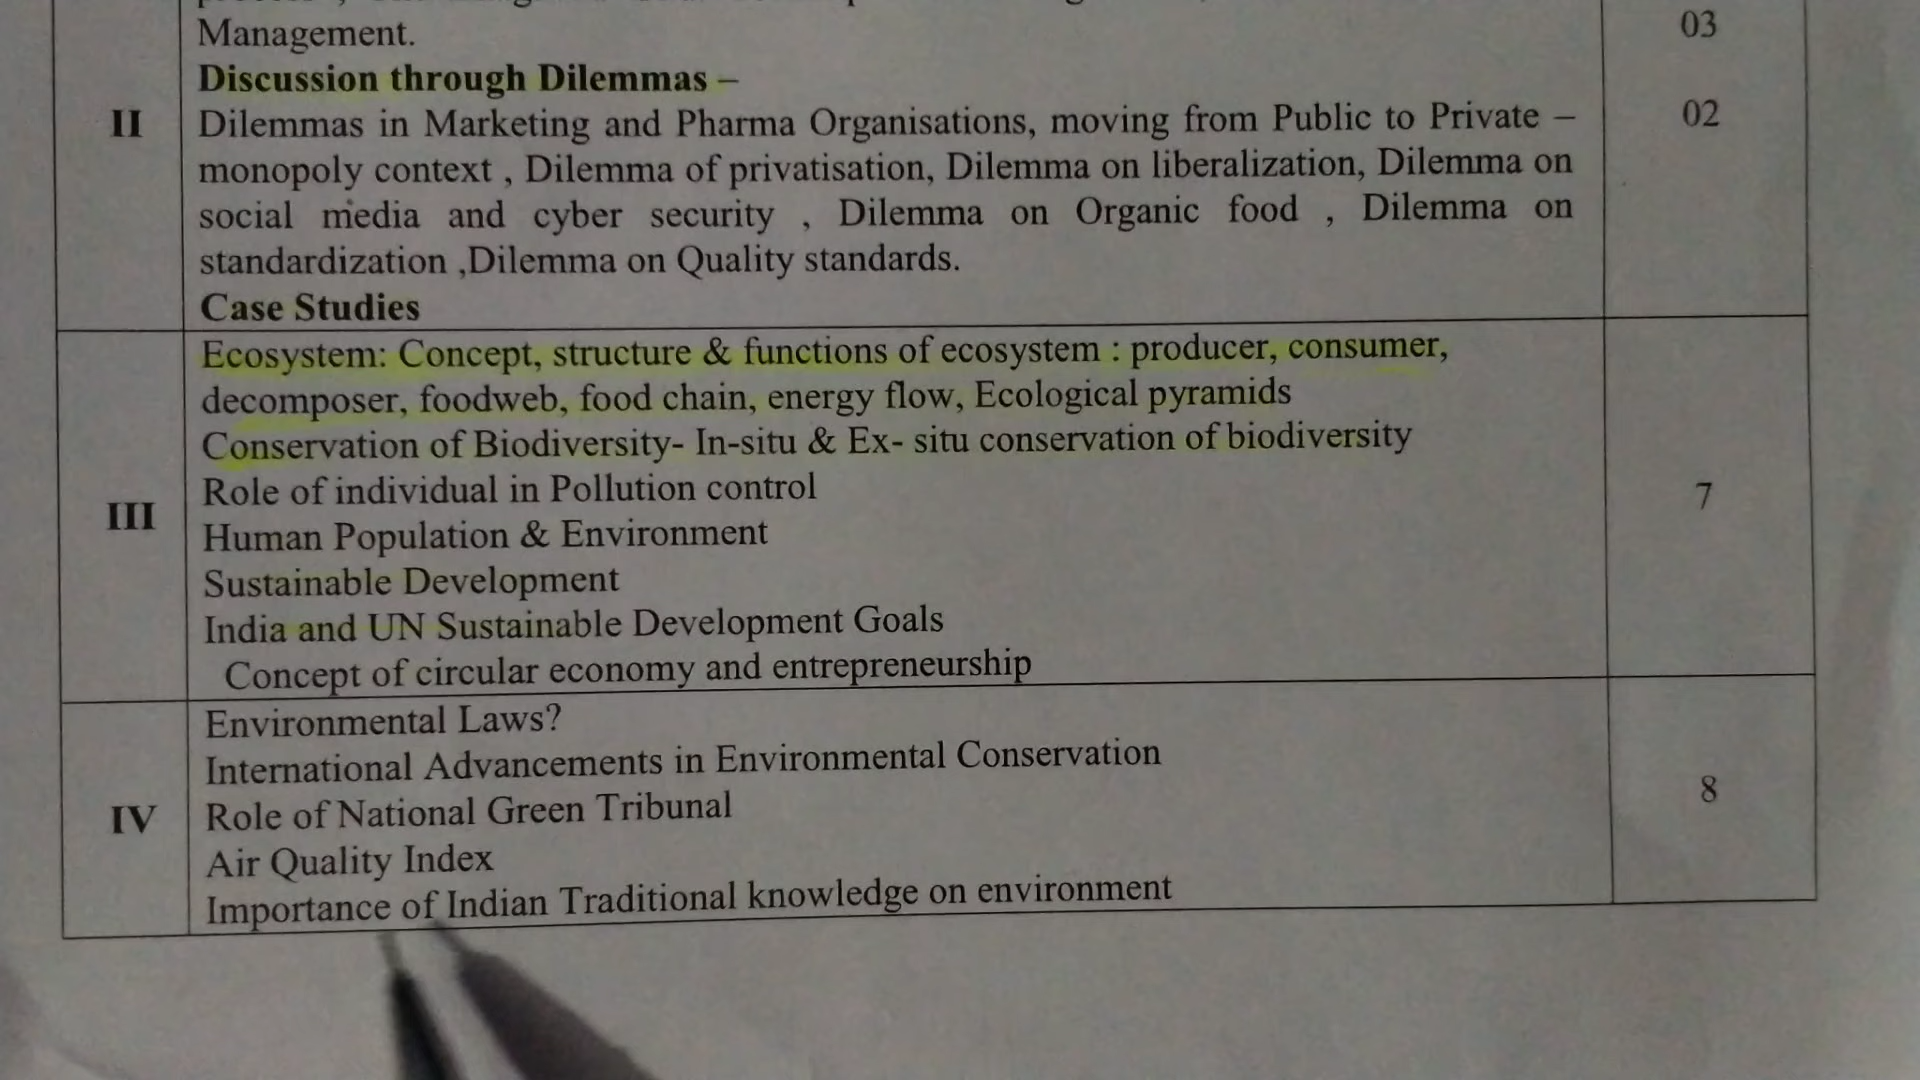 Management.
03
Discussion through Dilemmas –
II
Dilemmas in Marketing and Pharma Organisations, moving from Public to Private –
02
monopoly context , Dilemma of privatisation, Dilemma on liberalization, Dilemma on
social media and cyber security , Dilemma on Organic food , Dilemma on
standardization ,Dilemma on Quality standards.
Case Studies
III
Ecosystem: Concept, structure & functions of ecosystem : producer, consumer,
decomposer, foodweb, food chain, energy flow, Ecological pyramids
Conservation of Biodiversity- In-situ & Ex- situ conservation of biodiversity
Role of individual in Pollution control
7
Human Population & Environment
Sustainable Development
India and UN Sustainable Development Goals
Concept of circular economy and entrepreneurship
IV
Environmental Laws?
International Advancements in Environmental Conservation
8
Role of National Green Tribunal
Air Quality Index
Importance of Indian Traditional knowledge on environment